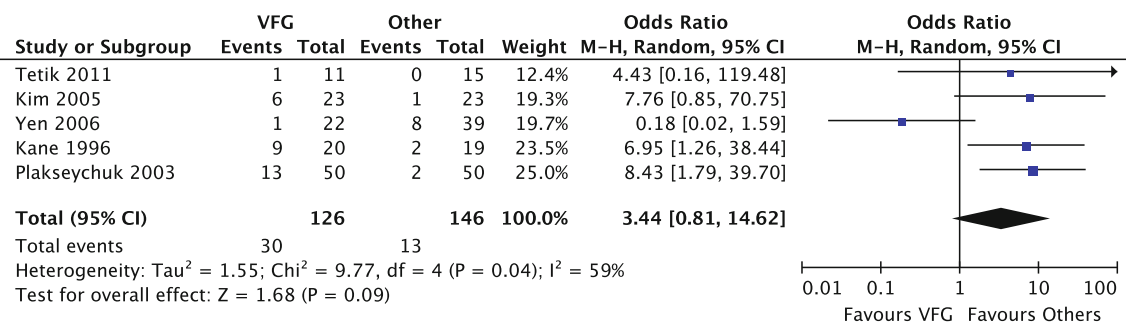 VFG Other Odds Ratio Odds Ratio
Study or Subgroup Events Total Events Total Weight M-H, Random, 95% CI M-H, Random, 95% CI
Tetik 2011 1 11 0 15 12.4% 4.43 [0.16, 119.48]
Kim 2005 6 23 1 23 19.3% 7.76 [0.85, 70.75]
Yen 2006 1 22 8 39 19.7% 0.18 [0.02, 1.59]
Kane 1996 9 20 2 19 23.5% 6.95 [1.26, 38.44]
Plakseychuk 2003 13 50 2 50 25.0% 8.43 [1.79, 39.70]
Total (95% CI) 126 146 100.0% 3.44 [0.81, 14.62]
Total events 30 13
Heterogeneity: Tau² = 1.55; Chi² = 9.77, df = 4 (P = 0.04); I² = 59%
Test for overall effect: Z = 1.68 (P = 0.09)
0.01 0.1 1 10 100
Favours VFG Favours Others